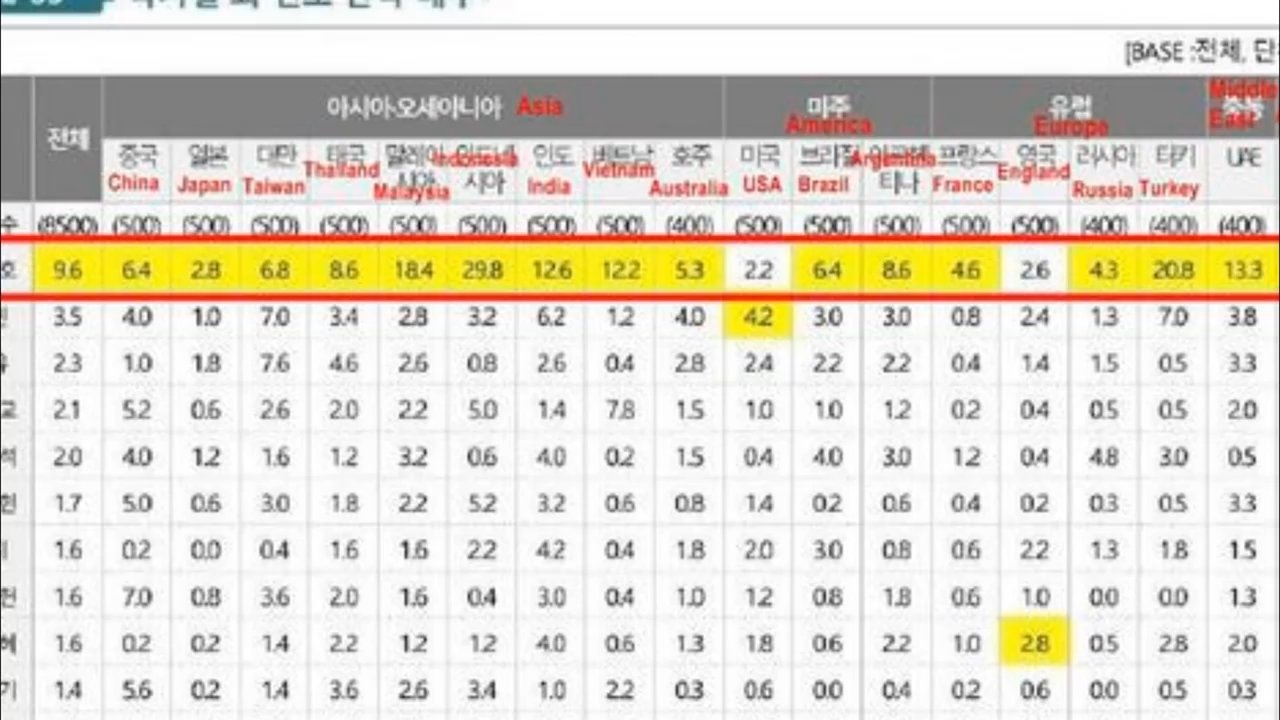 [BASE :전체, 단
아시아·오세아니아 Asia 미주 America 유럽 Europe Middle East
전체 중국 일본 대만 태국 인도 베트남 호주 미국 프랑스 영국 러시아 터키 UAE
China Japan Taiwan Thailand Malaysia Indonesia India Vietnam Australia USA Brazil Argentina France England Russia Turkey
수 (8500) (500) (500) (500) (500) (500) (500) (500) (500) (400) (500) (500) (500) (500) (500) (400) (400) (400)
호 9.6 6.4 2.8 6.8 8.6 18.4 29.8 12.6 12.2 5.3 2.2 6.4 8.6 4.6 2.6 4.3 20.8 13.3
3.5 4.0 1.0 7.0 3.4 2.8 3.2 6.2 1.2 4.0 4.2 3.0 3.0 0.8 2.4 1.3 7.0 3.8
2.3 1.0 1.8 7.6 4.6 2.6 0.8 2.6 0.4 2.8 2.4 2.2 2.2 0.4 1.4 1.5 0.5 3.3
교 2.1 5.2 0.6 2.6 2.0 2.2 5.0 1.4 7.8 1.5 1.0 1.0 1.2 0.2 0.4 0.5 0.5 2.0
석 2.0 4.0 1.2 1.6 1.2 3.2 0.6 4.0 0.2 1.5 0.4 4.0 3.0 1.2 0.4 4.8 3.0 0.5
헌 1.7 5.0 0.6 3.0 1.8 2.2 5.2 3.2 0.6 0.8 1.4 0.2 0.6 0.4 0.2 0.3 0.5 3.3
1.6 0.2 0.0 0.4 1.6 1.6 2.2 4.2 0.4 1.8 2.0 3.0 0.8 0.6 2.2 1.3 1.8 1.5
헌 1.6 7.0 0.8 3.6 2.0 1.6 0.4 3.0 0.4 1.0 1.2 0.8 1.8 0.6 1.0 0.0 0.0 1.3
혜 1.6 0.2 0.2 1.4 2.2 1.2 1.2 4.0 0.6 1.3 1.8 0.6 2.2 1.0 2.8 0.5 2.8 2.0
기 1.4 5.6 0.2 1.4 3.6 2.6 3.4 1.0 2.2 0.3 0.6 0.0 0.4 0.2 0.6 0.0 0.5 0.3